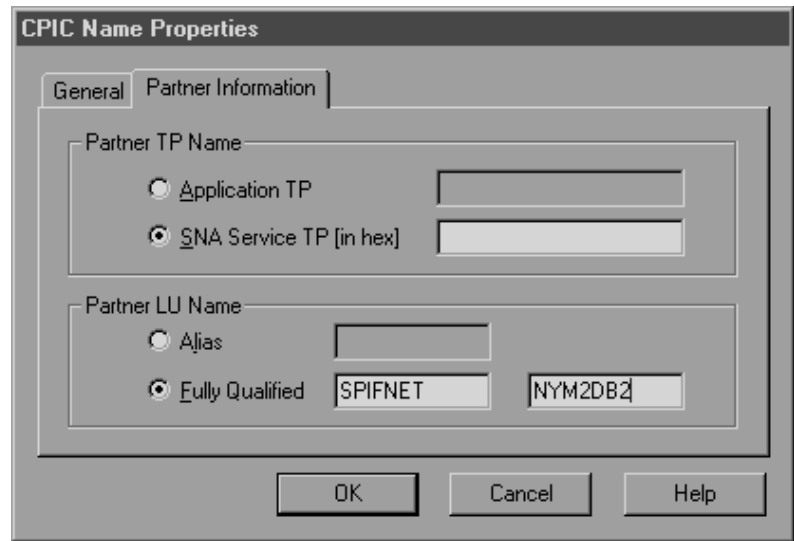 CPIC Name Properties
General Partner Information
Partner TP Name
Application TP
SNA Service TP [in hex]
Partner LU Name
Alias
Fully Qualified SPIFNET NYM2DB2
OK Cancel Help